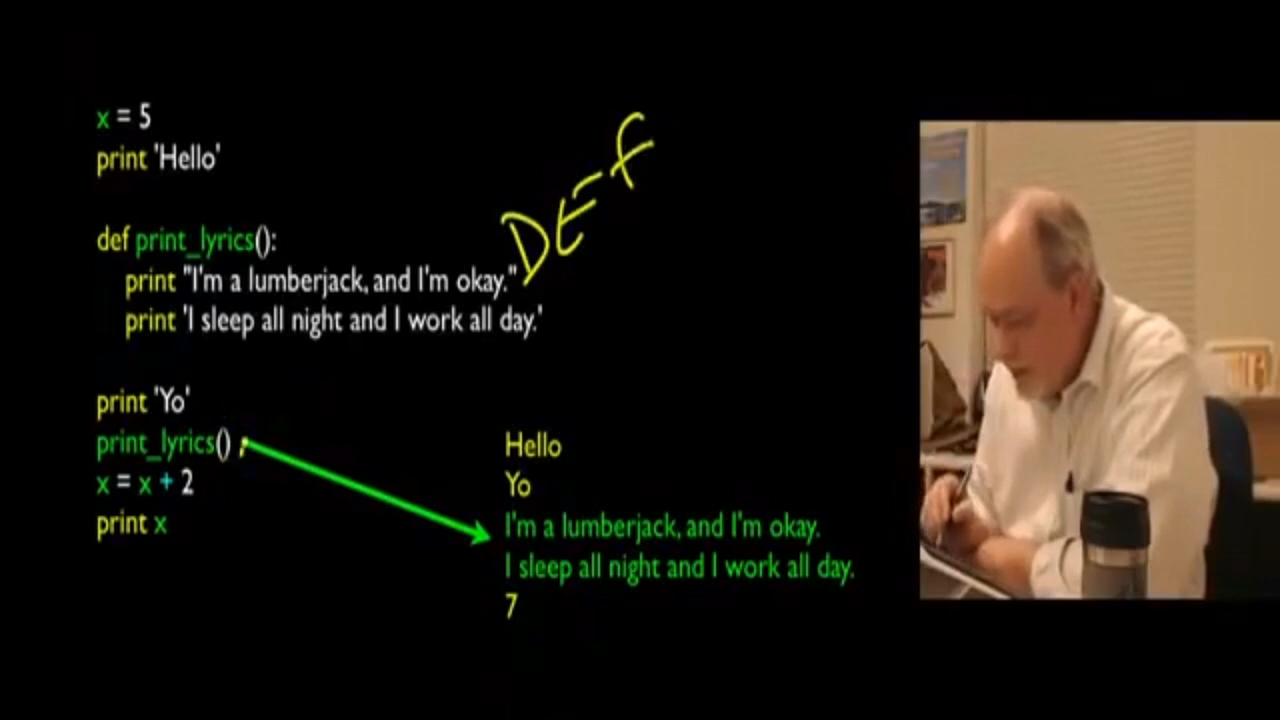 x = 5
print 'Hello'
def print_lyrics():
print "I'm a lumberjack, and I'm okay."
print 'I sleep all night and I work all day.'
print 'Yo'
print_lyrics()
x = x + 2
print x
DEF
Hello
Yo
I'm a lumberjack, and I'm okay.
I sleep all night and I work all day.
7